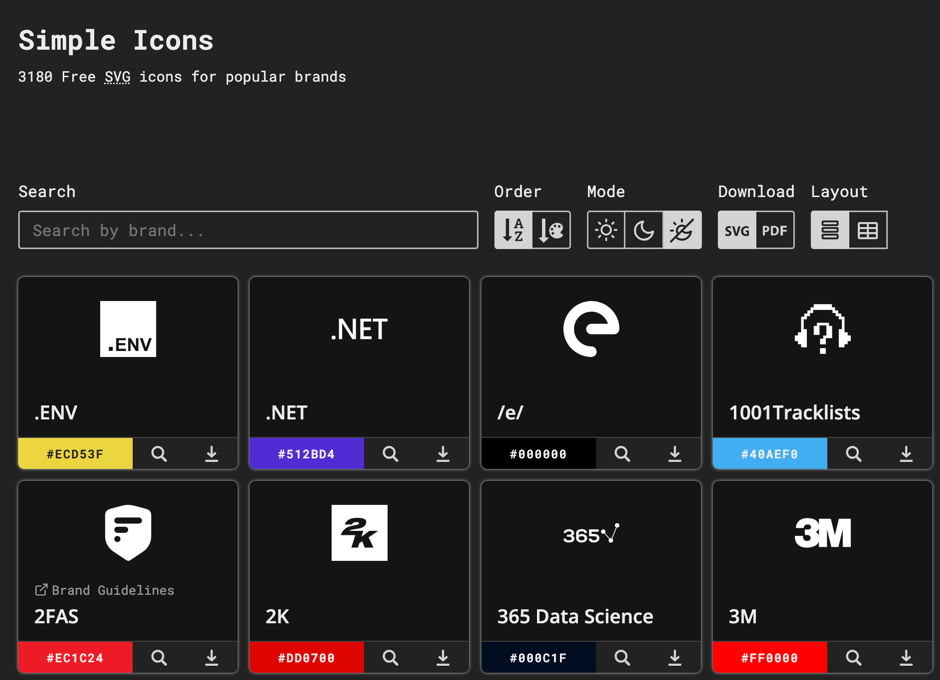 Simple Icons
3180 Free SVG icons for popular brands
Search
Order
Mode
Download
Layout
Search by brand...
A
Z
SVG
PDF
.ENV
.NET
e
?
.ENV
.NET
/e/
1001Tracklists
#ECD53F
#512BD4
#000000
#40AEF0
2K
365
3M
Brand Guidelines
2FAS
2K
365 Data Science
3M
#EC1C24
#DD0700
#000C1F
#FF0000